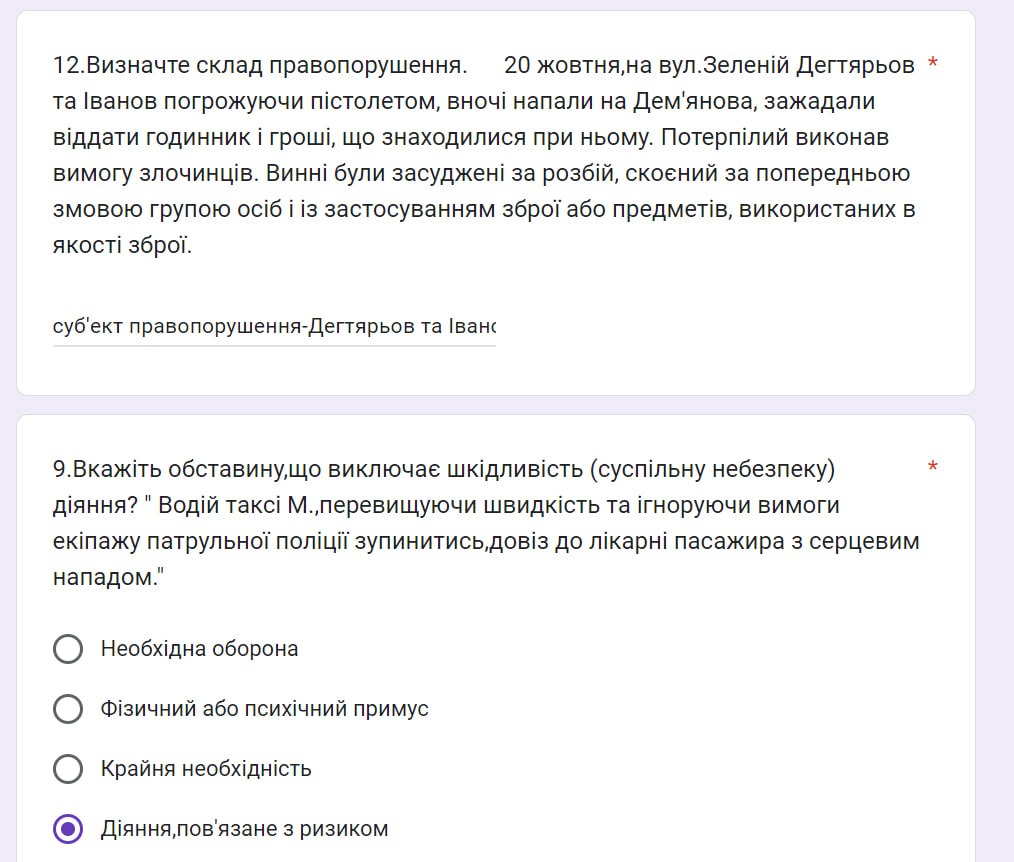 12.Визначте склад правопорушення. 20 жовтня,на вул.Зеленій Дегтярьов *
та Іванов погрожуючи пістолетом, вночі напали на Дем'янова, зажадали
віддати годинник і гроші, що знаходилися при ньому. Потерпілий виконав
вимогу злочинців. Винні були засуджені за розбій, скоєний за попередньою
змовою групою осіб і із застосуванням зброї або предметів, використаних в
якості зброї.
суб'ект правопорушення-Дегтярьов та
9.Вкажіть обставину,що виключає шкідливість (суспільну небезпеку) *
діяння? " Водій таксі М.,перевищуючи швидкість та ігноруючи вимоги
екіпажу патрульної поліції зупинитись,довіз до лікарні пасажира з серцевим
нападом."
Необхідна оборона
Фізичний або психічний примус
Крайня необхідність
Діяння,пов'язане з ризиком